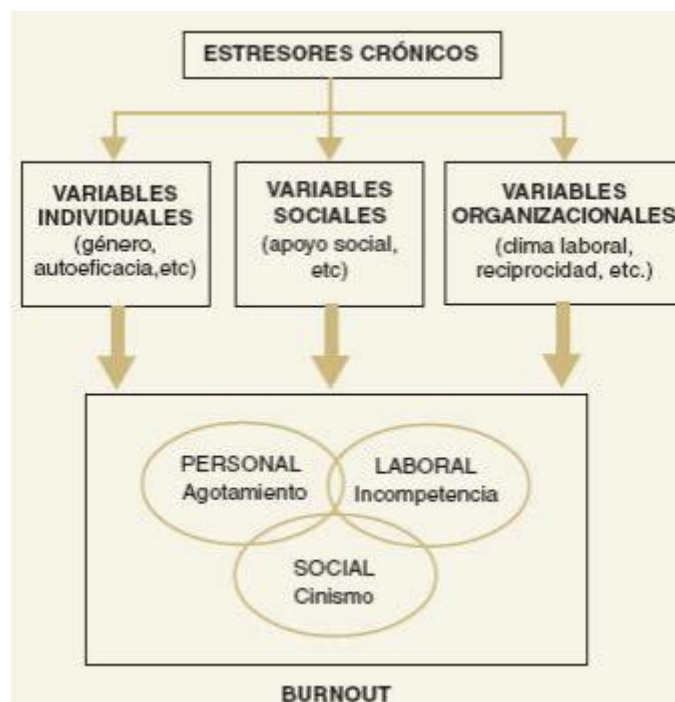 ESTRESORES CRÓNICOS
VARIABLES
INDIVIDUALES
(género,
autoeficacia,etc)
VARIABLES
SOCIALES
(apoyo social,
etc)
VARIABLES
ORGANIZACIONALES
(clima laboral,
reciprocidad, etc.)
PERSONAL
Agotamiento
LABORAL
Incompetencia
SOCIAL
Cinismo
BURNOUT